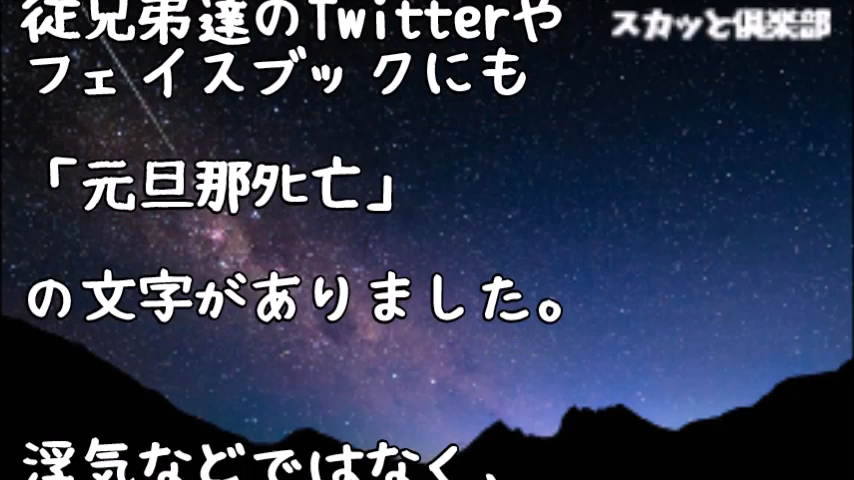 スカッと倶楽部
従兄弟達のTwitterや
フェイスブックにも
「元旦那タヒ亡」
の文字がありました。
浮気などではなく、